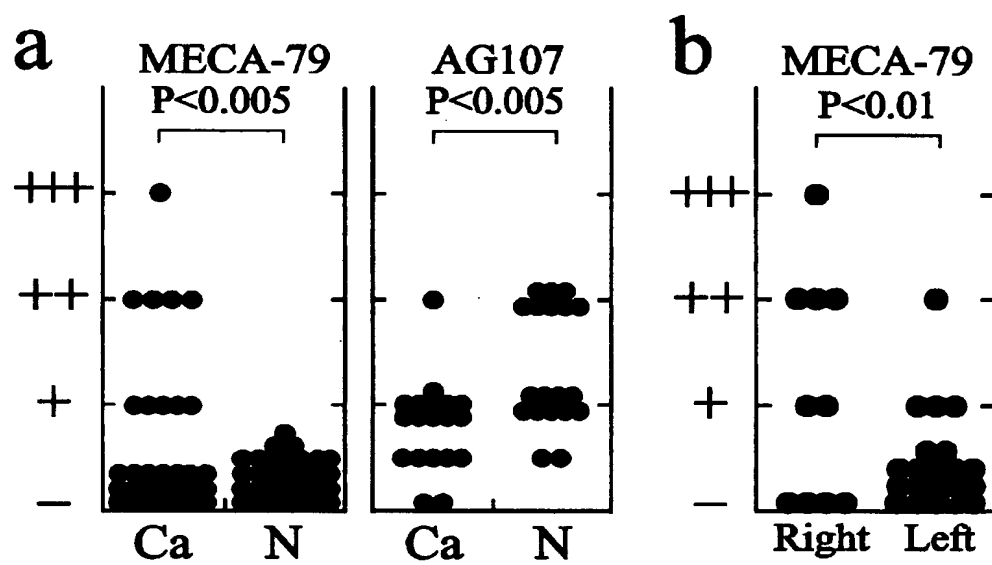 a
MECA-79
P<0.005
AG107
P<0.005
b
MECA-79
P<0.01
+++
++
+
−
+++
++
+
−
Ca
N
Ca
N
Right
Left